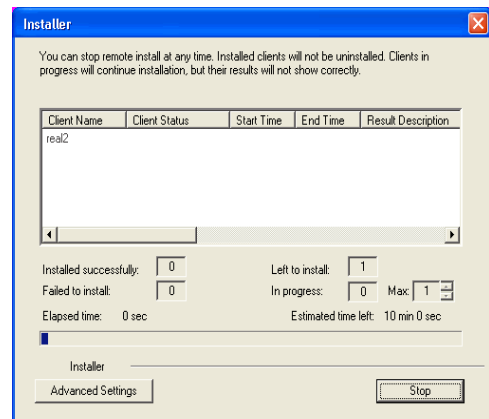 Installer
You can stop remote install at any time. Installed clients will not be uninstalled. Clients in
progress will continue installation, but their results will not show correctly.
Client Name Client Status Start Time End Time Result Description
real2
Installed successfully: 0 Left to install: 1
Failed to install: 0 In progress: 0 Max: 1
Elapsed time: 0 sec Estimated time left: 10 min 0 sec
Installer
Advanced Settings Stop